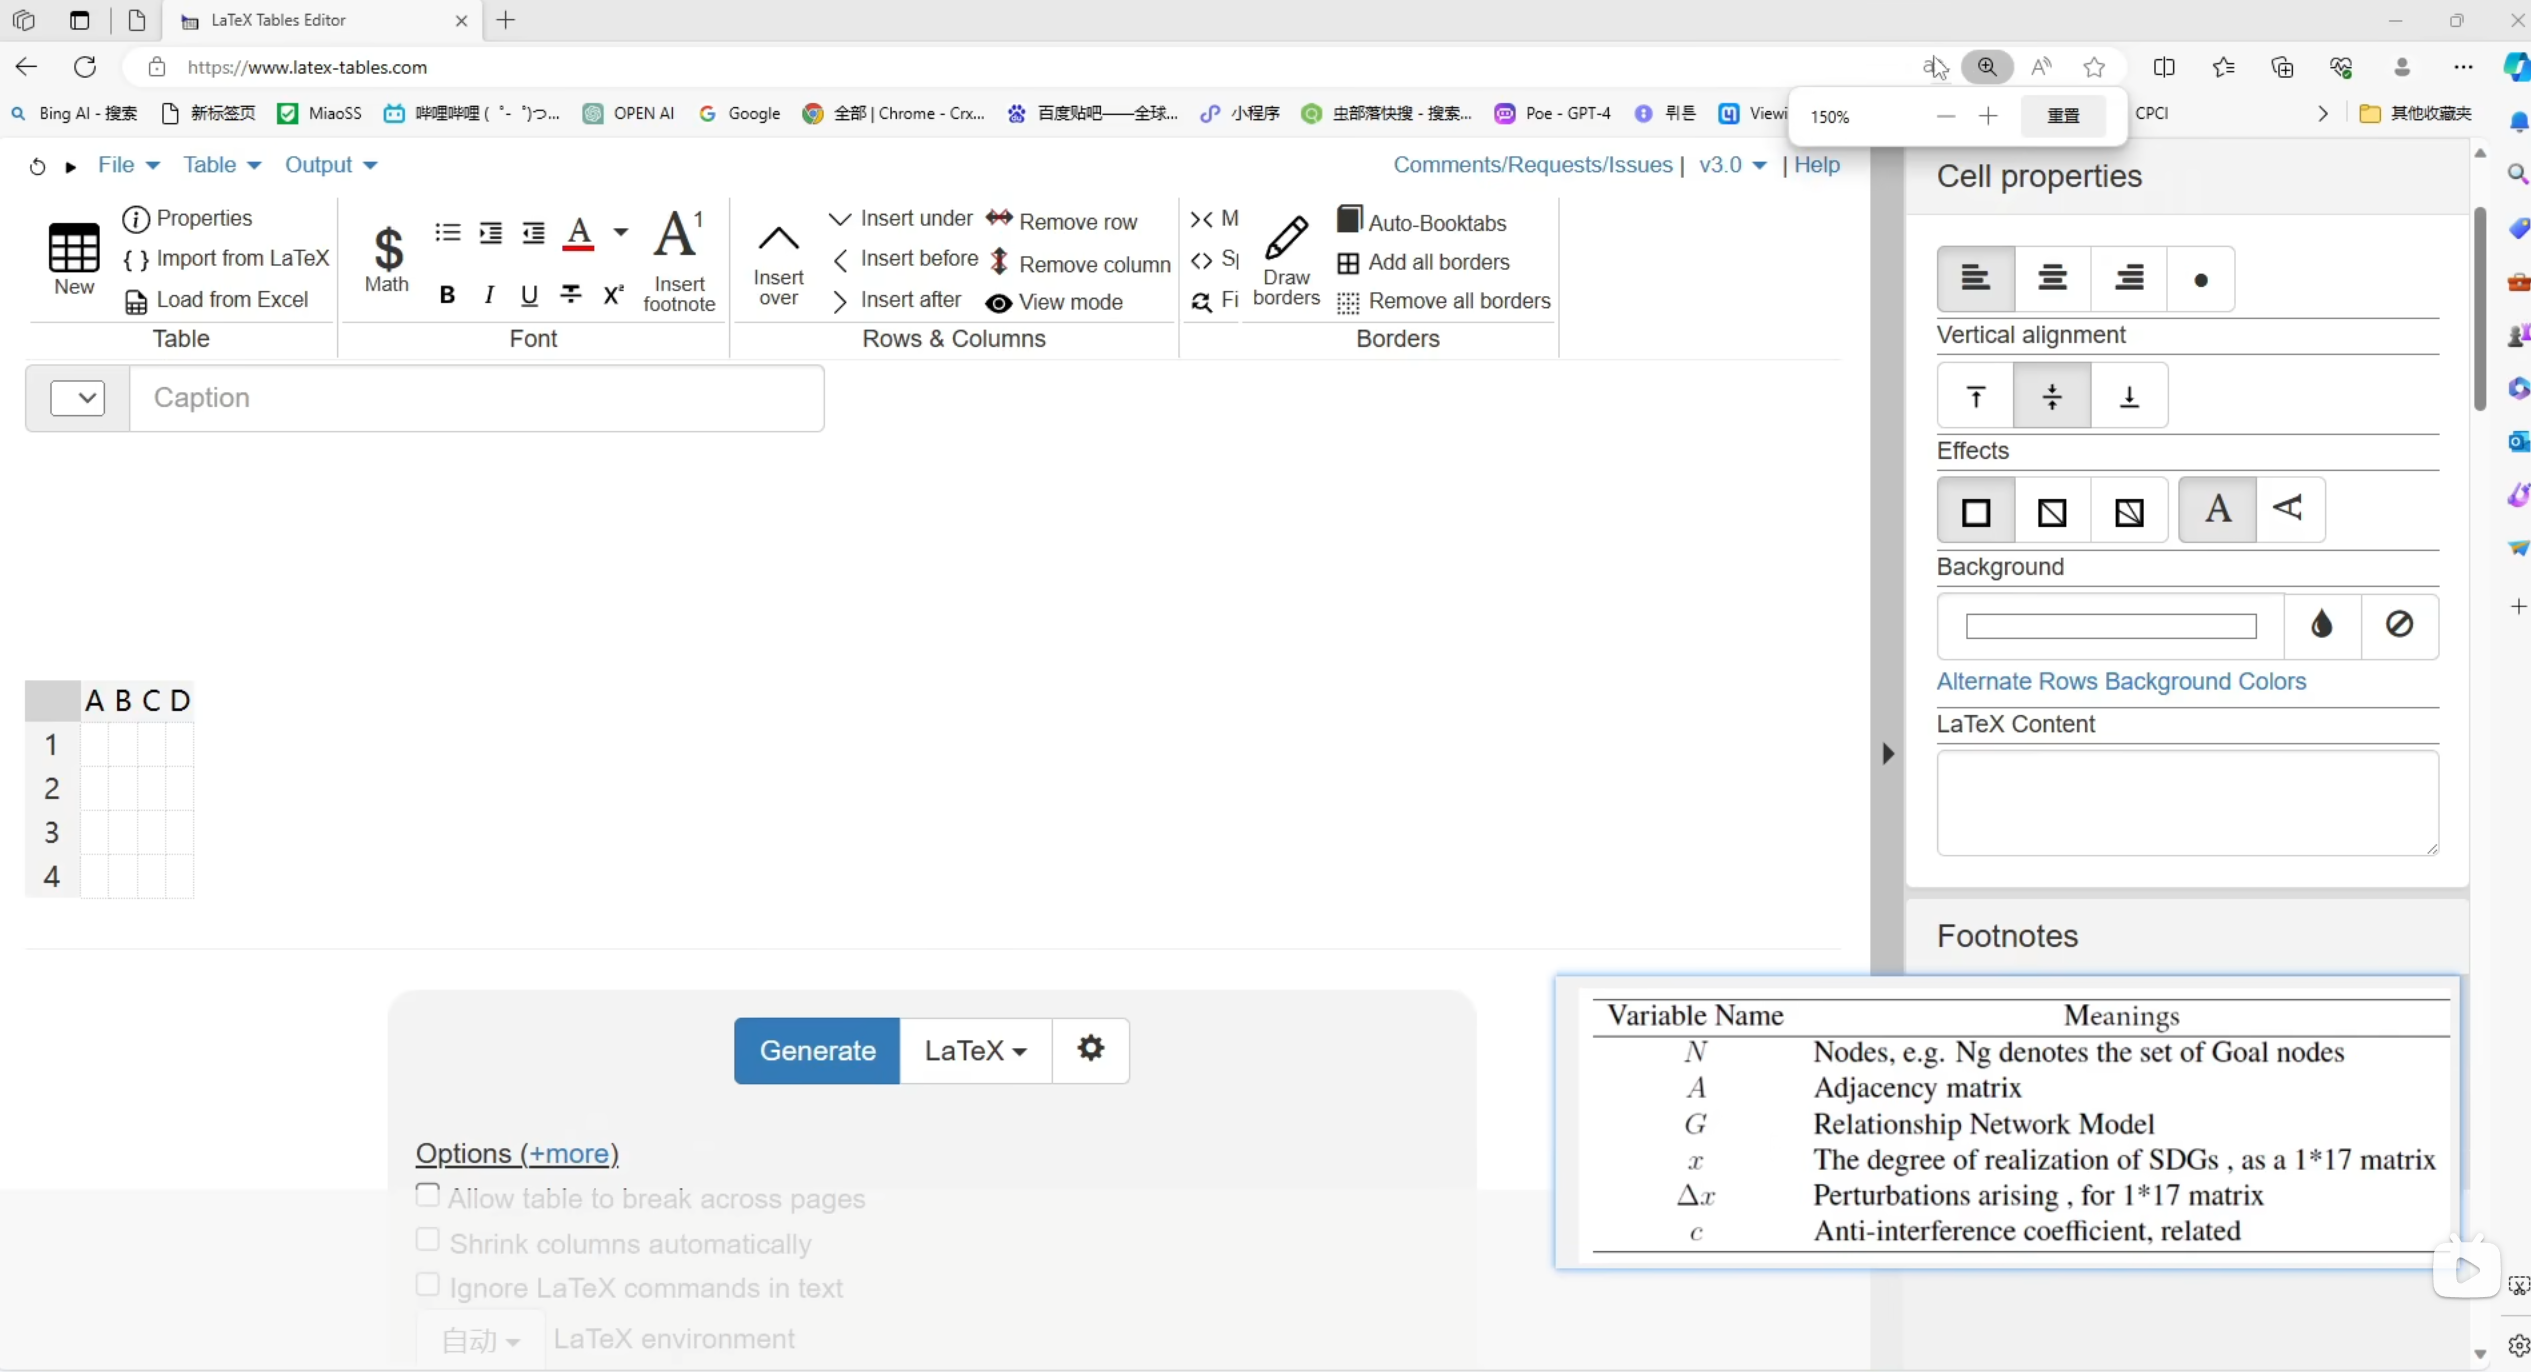 LaTeX Tables Editor
https://www.latex-tables.com
Bing AI - 搜索 新标签页 MiaoSS 哔哩哔哩 ( ゜- ゜)つ... OPEN AI Google 全部 | Chrome - Crx... 百度贴吧——全球... 小程序 虫部落快搜 - 搜索... Poe - GPT-4 뤼튼 Viewi CPCI 其他收藏夹
150% 重置
File Table Output Comments/Requests/Issues | v3.0 | Help
New
Properties
Import from LaTeX
Load from Excel
Table
$
Math
A
B I U X²
A¹
Insert footnote
Font
Insert over
Insert under
Insert before
Insert after
Remove row
Remove column
View mode
Rows & Columns
M
Sp
Fi
Draw borders
Auto-Booktabs
Add all borders
Remove all borders
Borders
Caption
A B C D
1
2
3
4
Generate LaTeX
Options (+more)
Allow table to break across pages
Shrink columns automatically
Ignore LaTeX commands in text
自动 LaTeX environment
Cell properties
Vertical alignment
Effects
A A
Background
Alternate Rows Background Colors
LaTeX Content
Footnotes
Variable Name Meanings
N Nodes, e.g. Ng denotes the set of Goal nodes
A Adjacency matrix
G Relationship Network Model
x The degree of realization of SDGs , as a 1*17 matrix
Δx Perturbations arising , for 1*17 matrix
c Anti-interference coefficient, related